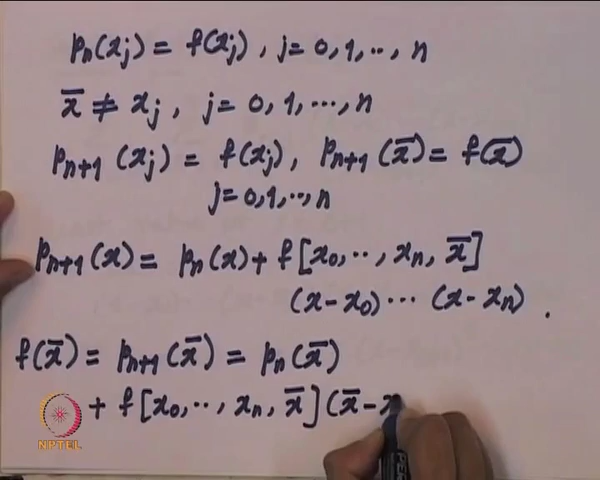 pₙ(xⱼ) = f(xⱼ), j = 0, 1, .., n
x̄ ≠ xⱼ, j = 0, 1, ..., n
pₙ₊₁(xⱼ) = f(xⱼ), pₙ₊₁(x̄) = f(x̄)
j = 0, 1, .., n
pₙ₊₁(x) = pₙ(x) + f[x₀, .., xₙ, x̄]
(x - x₀) ... (x - xₙ) .
f(x̄) = pₙ₊₁(x̄) = pₙ(x̄)
+ f[x₀, .., xₙ, x̄] (x̄ - x
NPTEL